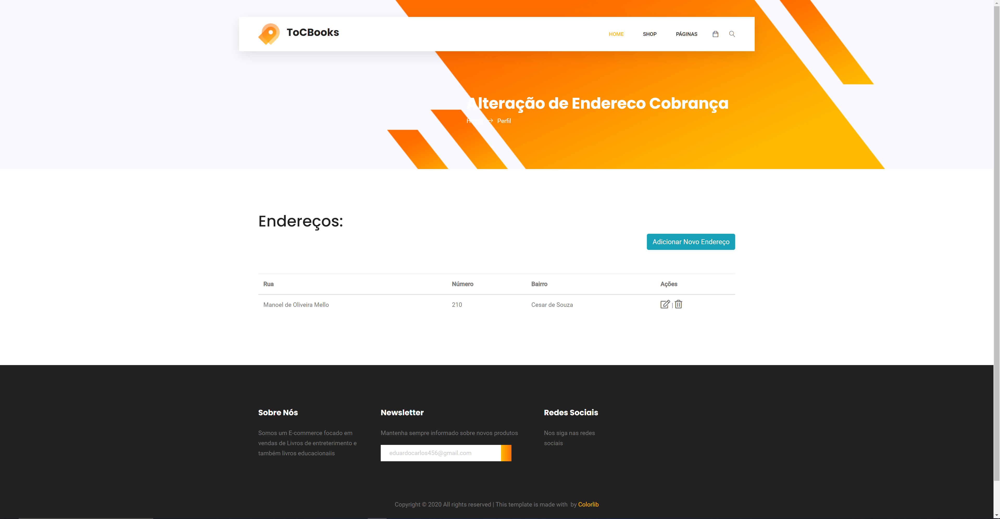 ToCBooks
HOME SHOP PÁGINAS
Alteração de Endereco Cobrança
Home Perfil
Endereços:
Adicionar Novo Endereço
Rua Número Bairro Ações
Manoel de Oliveira Mello 210 Cesar de Souza |
Sobre Nós
Somos um E-commerce focado em
vendas de Livros de entreterimento e
também livros educacionaiis
Newsletter
Mantenha sempre informado sobre novos produtos
eduardocarlos456@gmail.com
Redes Sociais
Nos siga nas redes
sociais
Copyright © 2020 All rights reserved | This template is made with by Colorlib